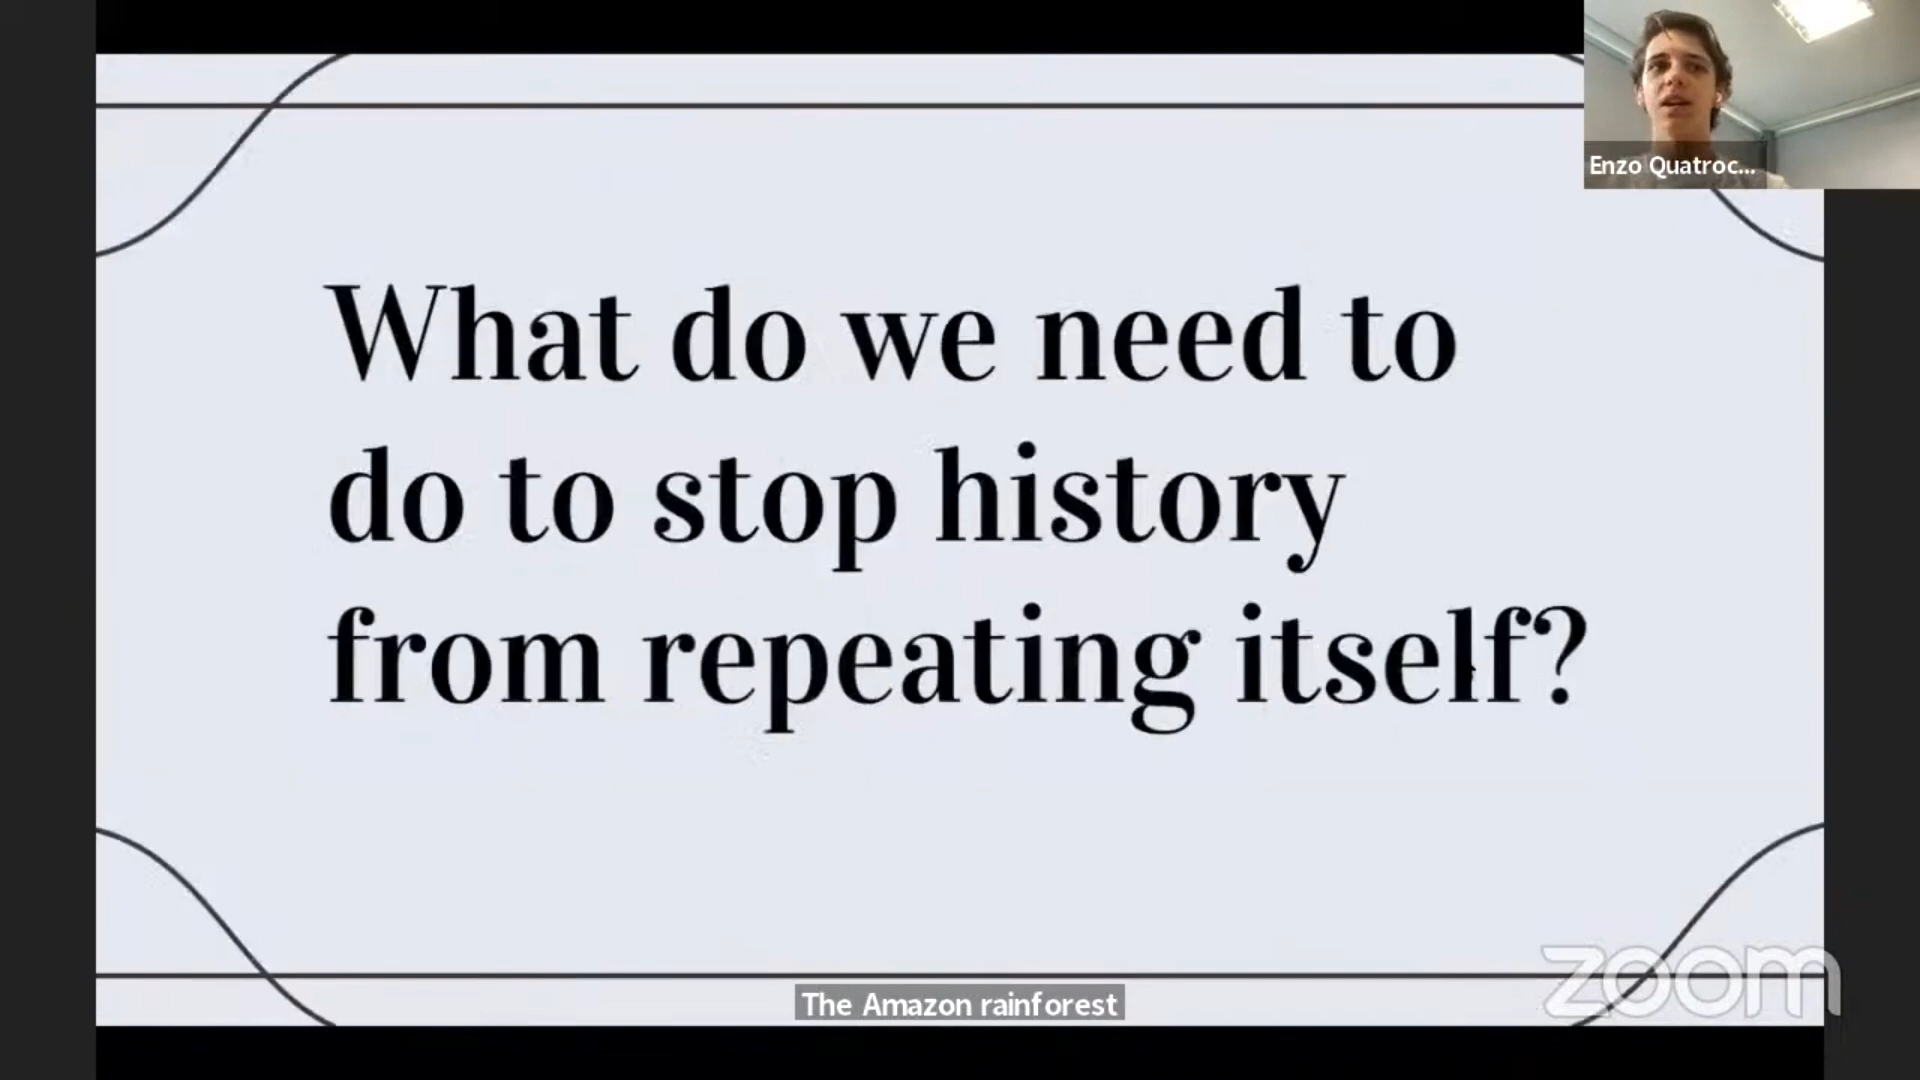 Enzo Quatroc...
What do we need to
do to stop history
from repeating itself?
The Amazon rainforest
zoom